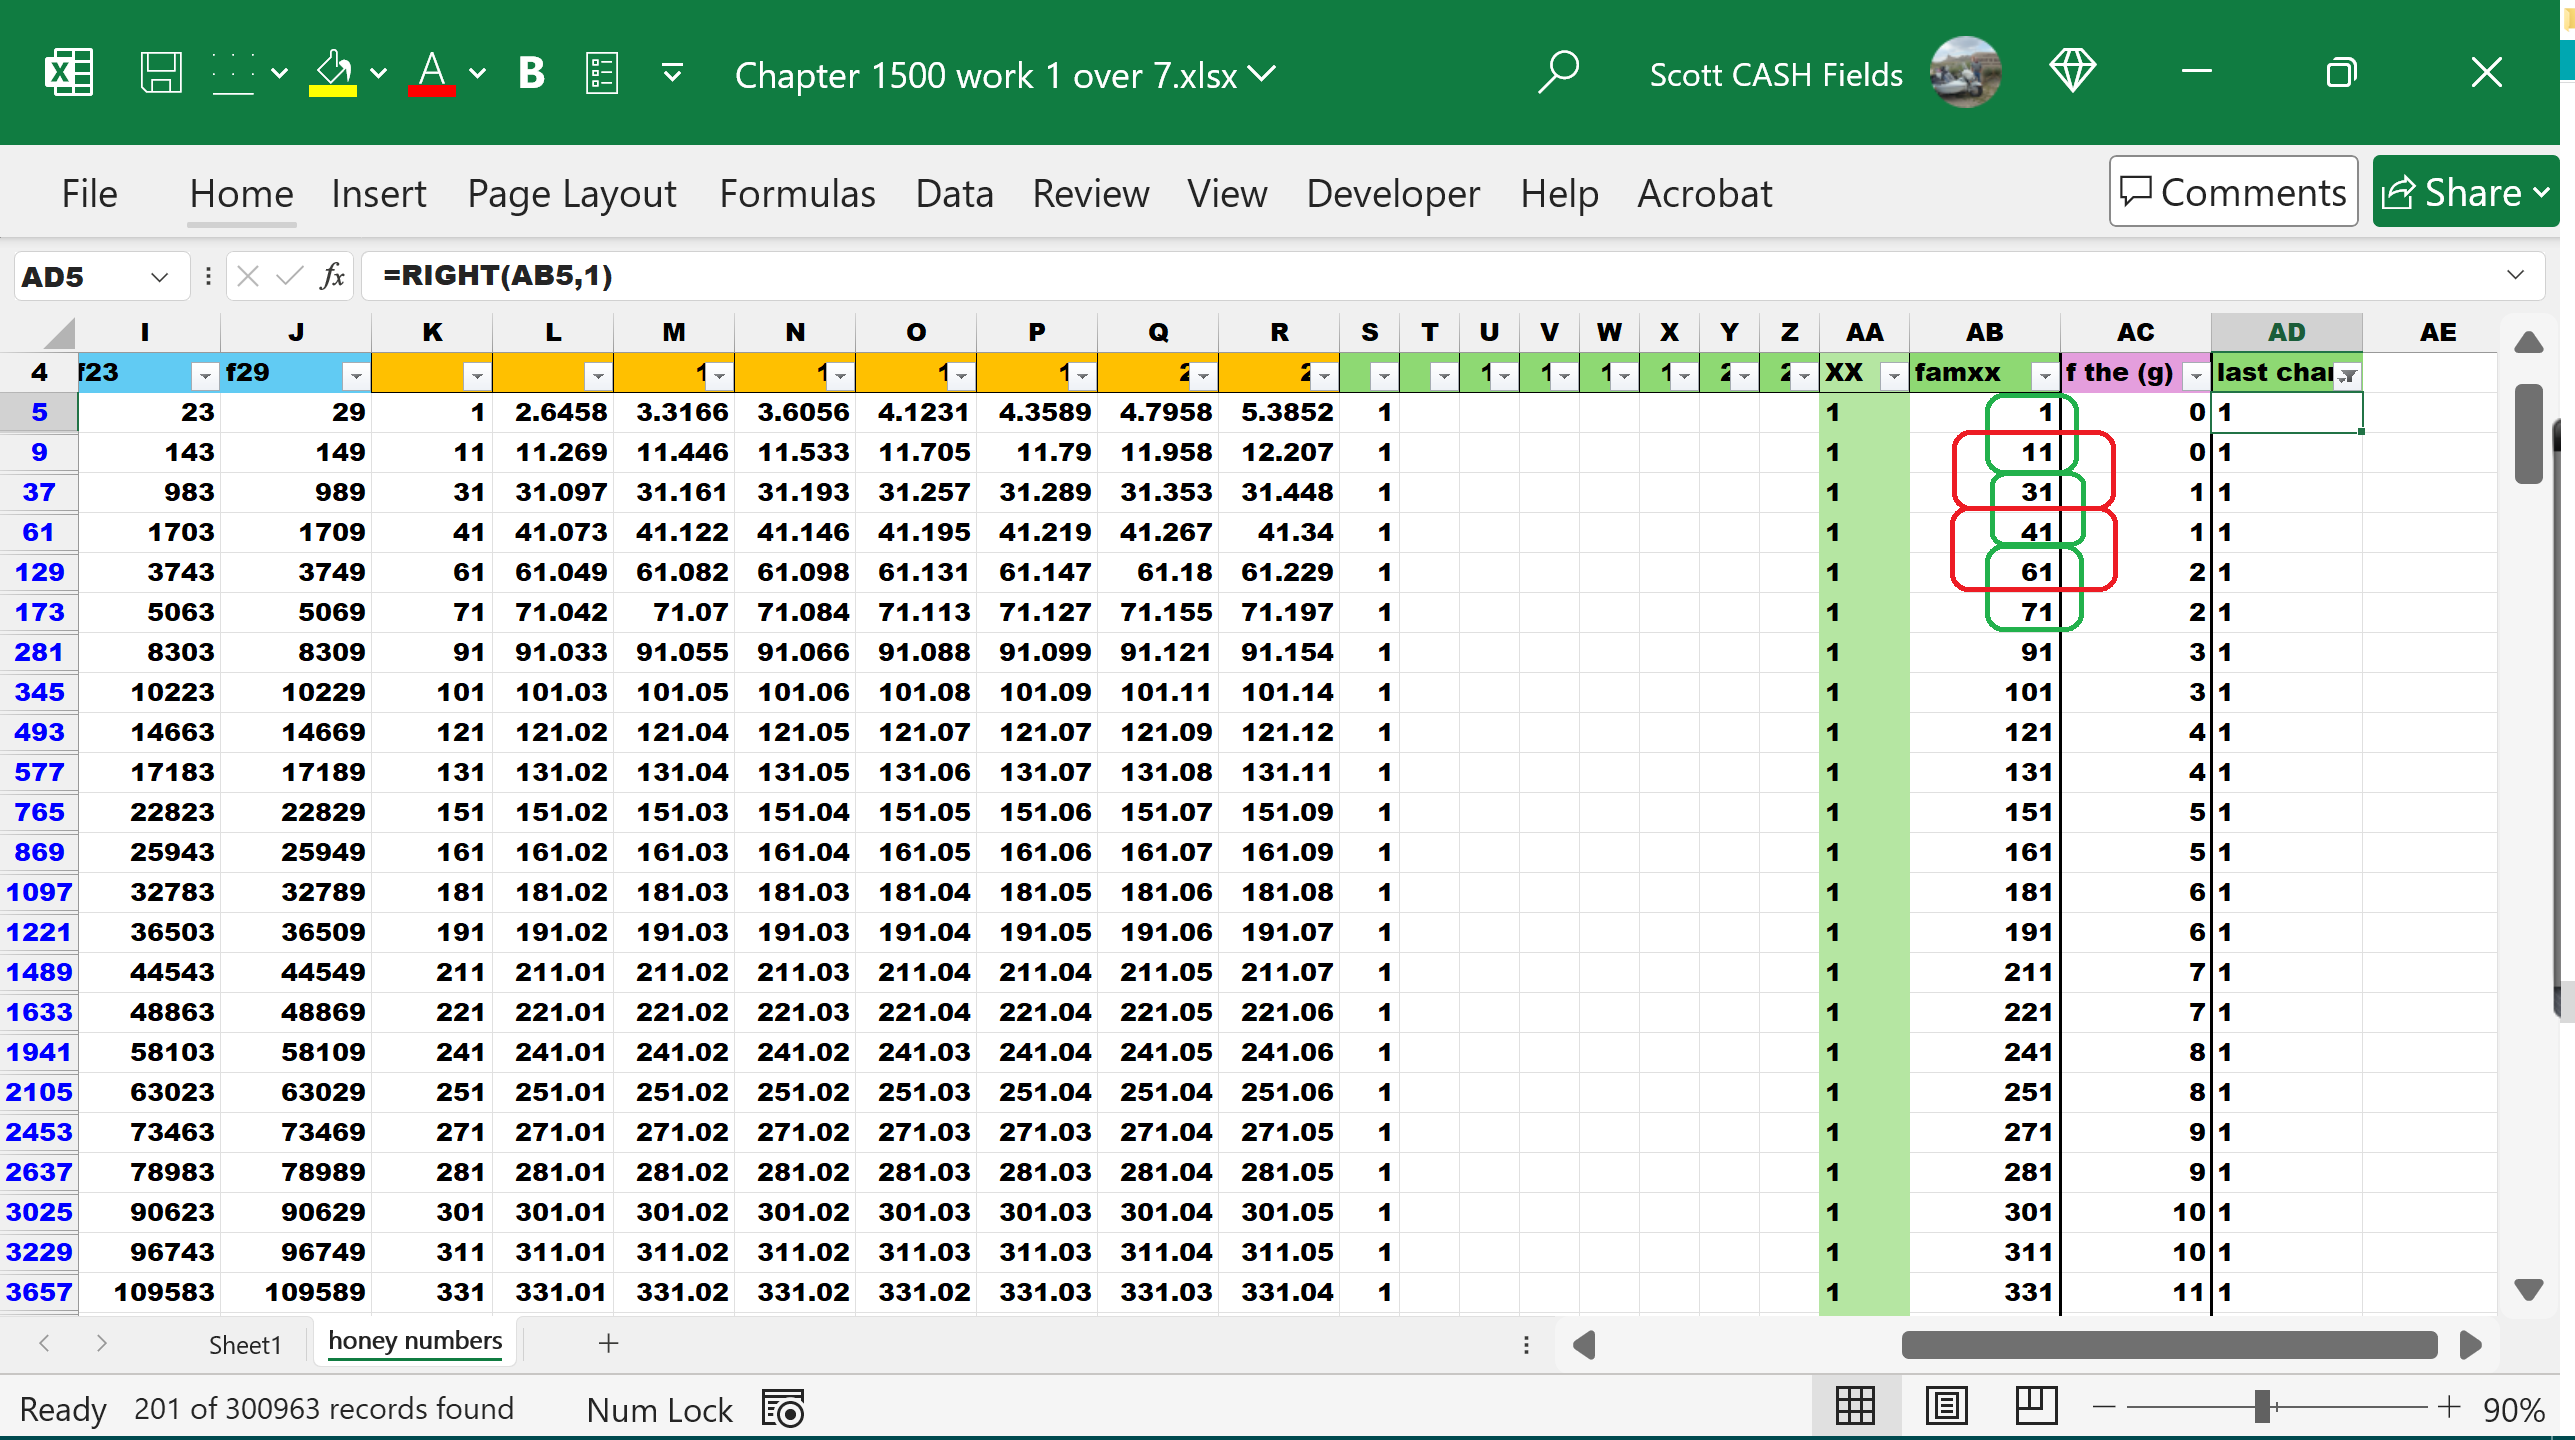 Chapter 1500 work 1 over 7.xlsx
Scott CASH Fields
File Home Insert Page Layout Formulas Data Review View Developer Help Acrobat Comments Share
AD5 fx =RIGHT(AB5,1)
I J K L M N O P Q R S T U V W X Y Z AA AB AC AD AE
4 f23 f29 1 1 1 1 2 2 1 1 1 1 2 2 XX famxx f the (g) last char
5 23 29 1 2.6458 3.3166 3.6056 4.1231 4.3589 4.7958 5.3852 1 1 1 0 1
9 143 149 11 11.269 11.446 11.533 11.705 11.79 11.958 12.207 1 1 11 0 1
37 983 989 31 31.097 31.161 31.193 31.257 31.289 31.353 31.448 1 1 31 1 1
61 1703 1709 41 41.073 41.122 41.146 41.195 41.219 41.267 41.34 1 1 41 1 1
129 3743 3749 61 61.049 61.082 61.098 61.131 61.147 61.18 61.229 1 1 61 2 1
173 5063 5069 71 71.042 71.07 71.084 71.113 71.127 71.155 71.197 1 1 71 2 1
281 8303 8309 91 91.033 91.055 91.066 91.088 91.099 91.121 91.154 1 1 91 3 1
345 10223 10229 101 101.03 101.05 101.06 101.08 101.09 101.11 101.14 1 1 101 3 1
493 14663 14669 121 121.02 121.04 121.05 121.07 121.07 121.09 121.12 1 1 121 4 1
577 17183 17189 131 131.02 131.04 131.05 131.06 131.07 131.08 131.11 1 1 131 4 1
765 22823 22829 151 151.02 151.03 151.04 151.05 151.06 151.07 151.09 1 1 151 5 1
869 25943 25949 161 161.02 161.03 161.04 161.05 161.06 161.07 161.09 1 1 161 5 1
1097 32783 32789 181 181.02 181.03 181.03 181.04 181.05 181.06 181.08 1 1 181 6 1
1221 36503 36509 191 191.02 191.03 191.03 191.04 191.05 191.06 191.07 1 1 191 6 1
1489 44543 44549 211 211.01 211.02 211.03 211.04 211.04 211.05 211.07 1 1 211 7 1
1633 48863 48869 221 221.01 221.02 221.03 221.04 221.04 221.05 221.06 1 1 221 7 1
1941 58103 58109 241 241.01 241.02 241.02 241.03 241.04 241.05 241.06 1 1 241 8 1
2105 63023 63029 251 251.01 251.02 251.02 251.03 251.04 251.04 251.06 1 1 251 8 1
2453 73463 73469 271 271.01 271.02 271.02 271.03 271.03 271.04 271.05 1 1 271 9 1
2637 78983 78989 281 281.01 281.02 281.02 281.03 281.03 281.04 281.05 1 1 281 9 1
3025 90623 90629 301 301.01 301.02 301.02 301.03 301.03 301.04 301.05 1 1 301 10 1
3229 96743 96749 311 311.01 311.02 311.02 311.03 311.03 311.04 311.05 1 1 311 10 1
3657 109583 109589 331 331.01 331.02 331.02 331.02 331.03 331.03 331.04 1 1 331 11 1
Sheet1 honey numbers
Ready 201 of 300963 records found Num Lock 90%